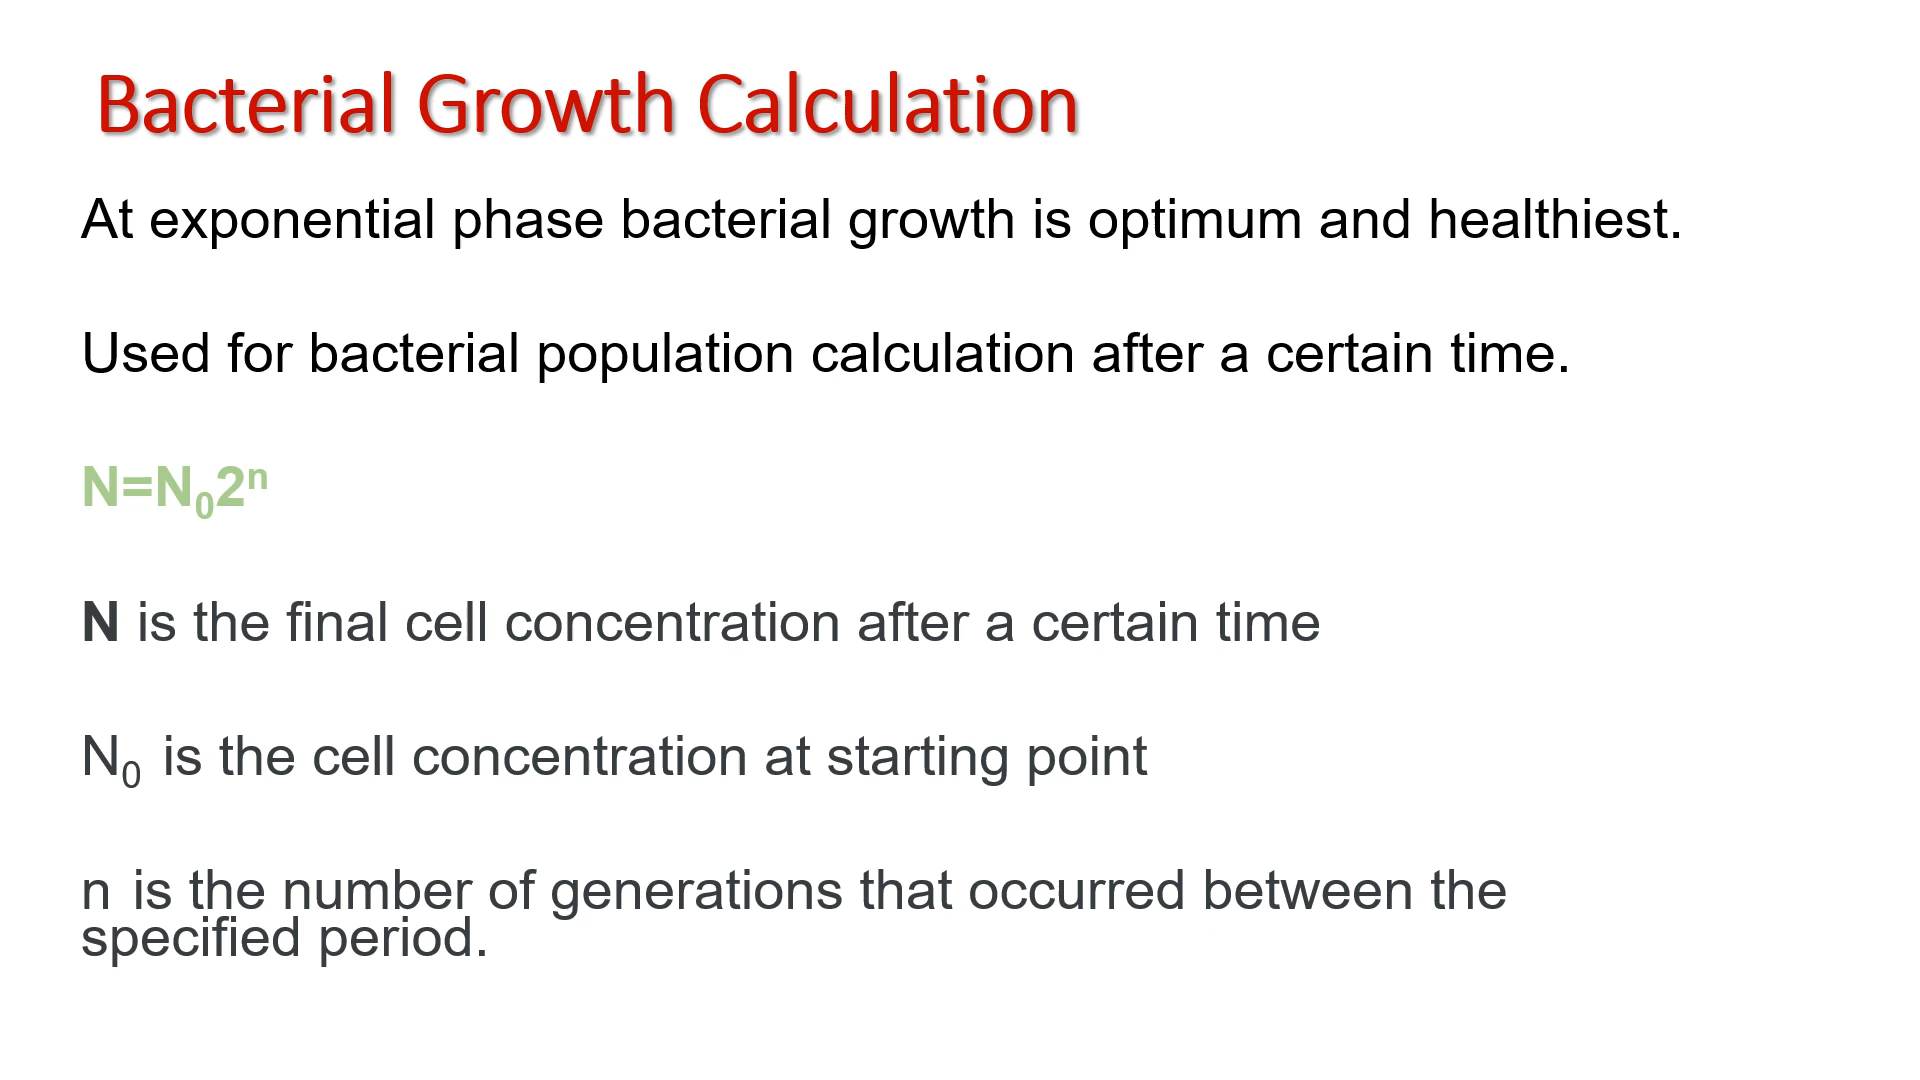 Bacterial Growth Calculation
At exponential phase bacterial growth is optimum and healthiest.
Used for bacterial population calculation after a certain time.
N=N₀2ⁿ
N is the final cell concentration after a certain time
N₀ is the cell concentration at starting point
n is the number of generations that occurred between the
specified period.